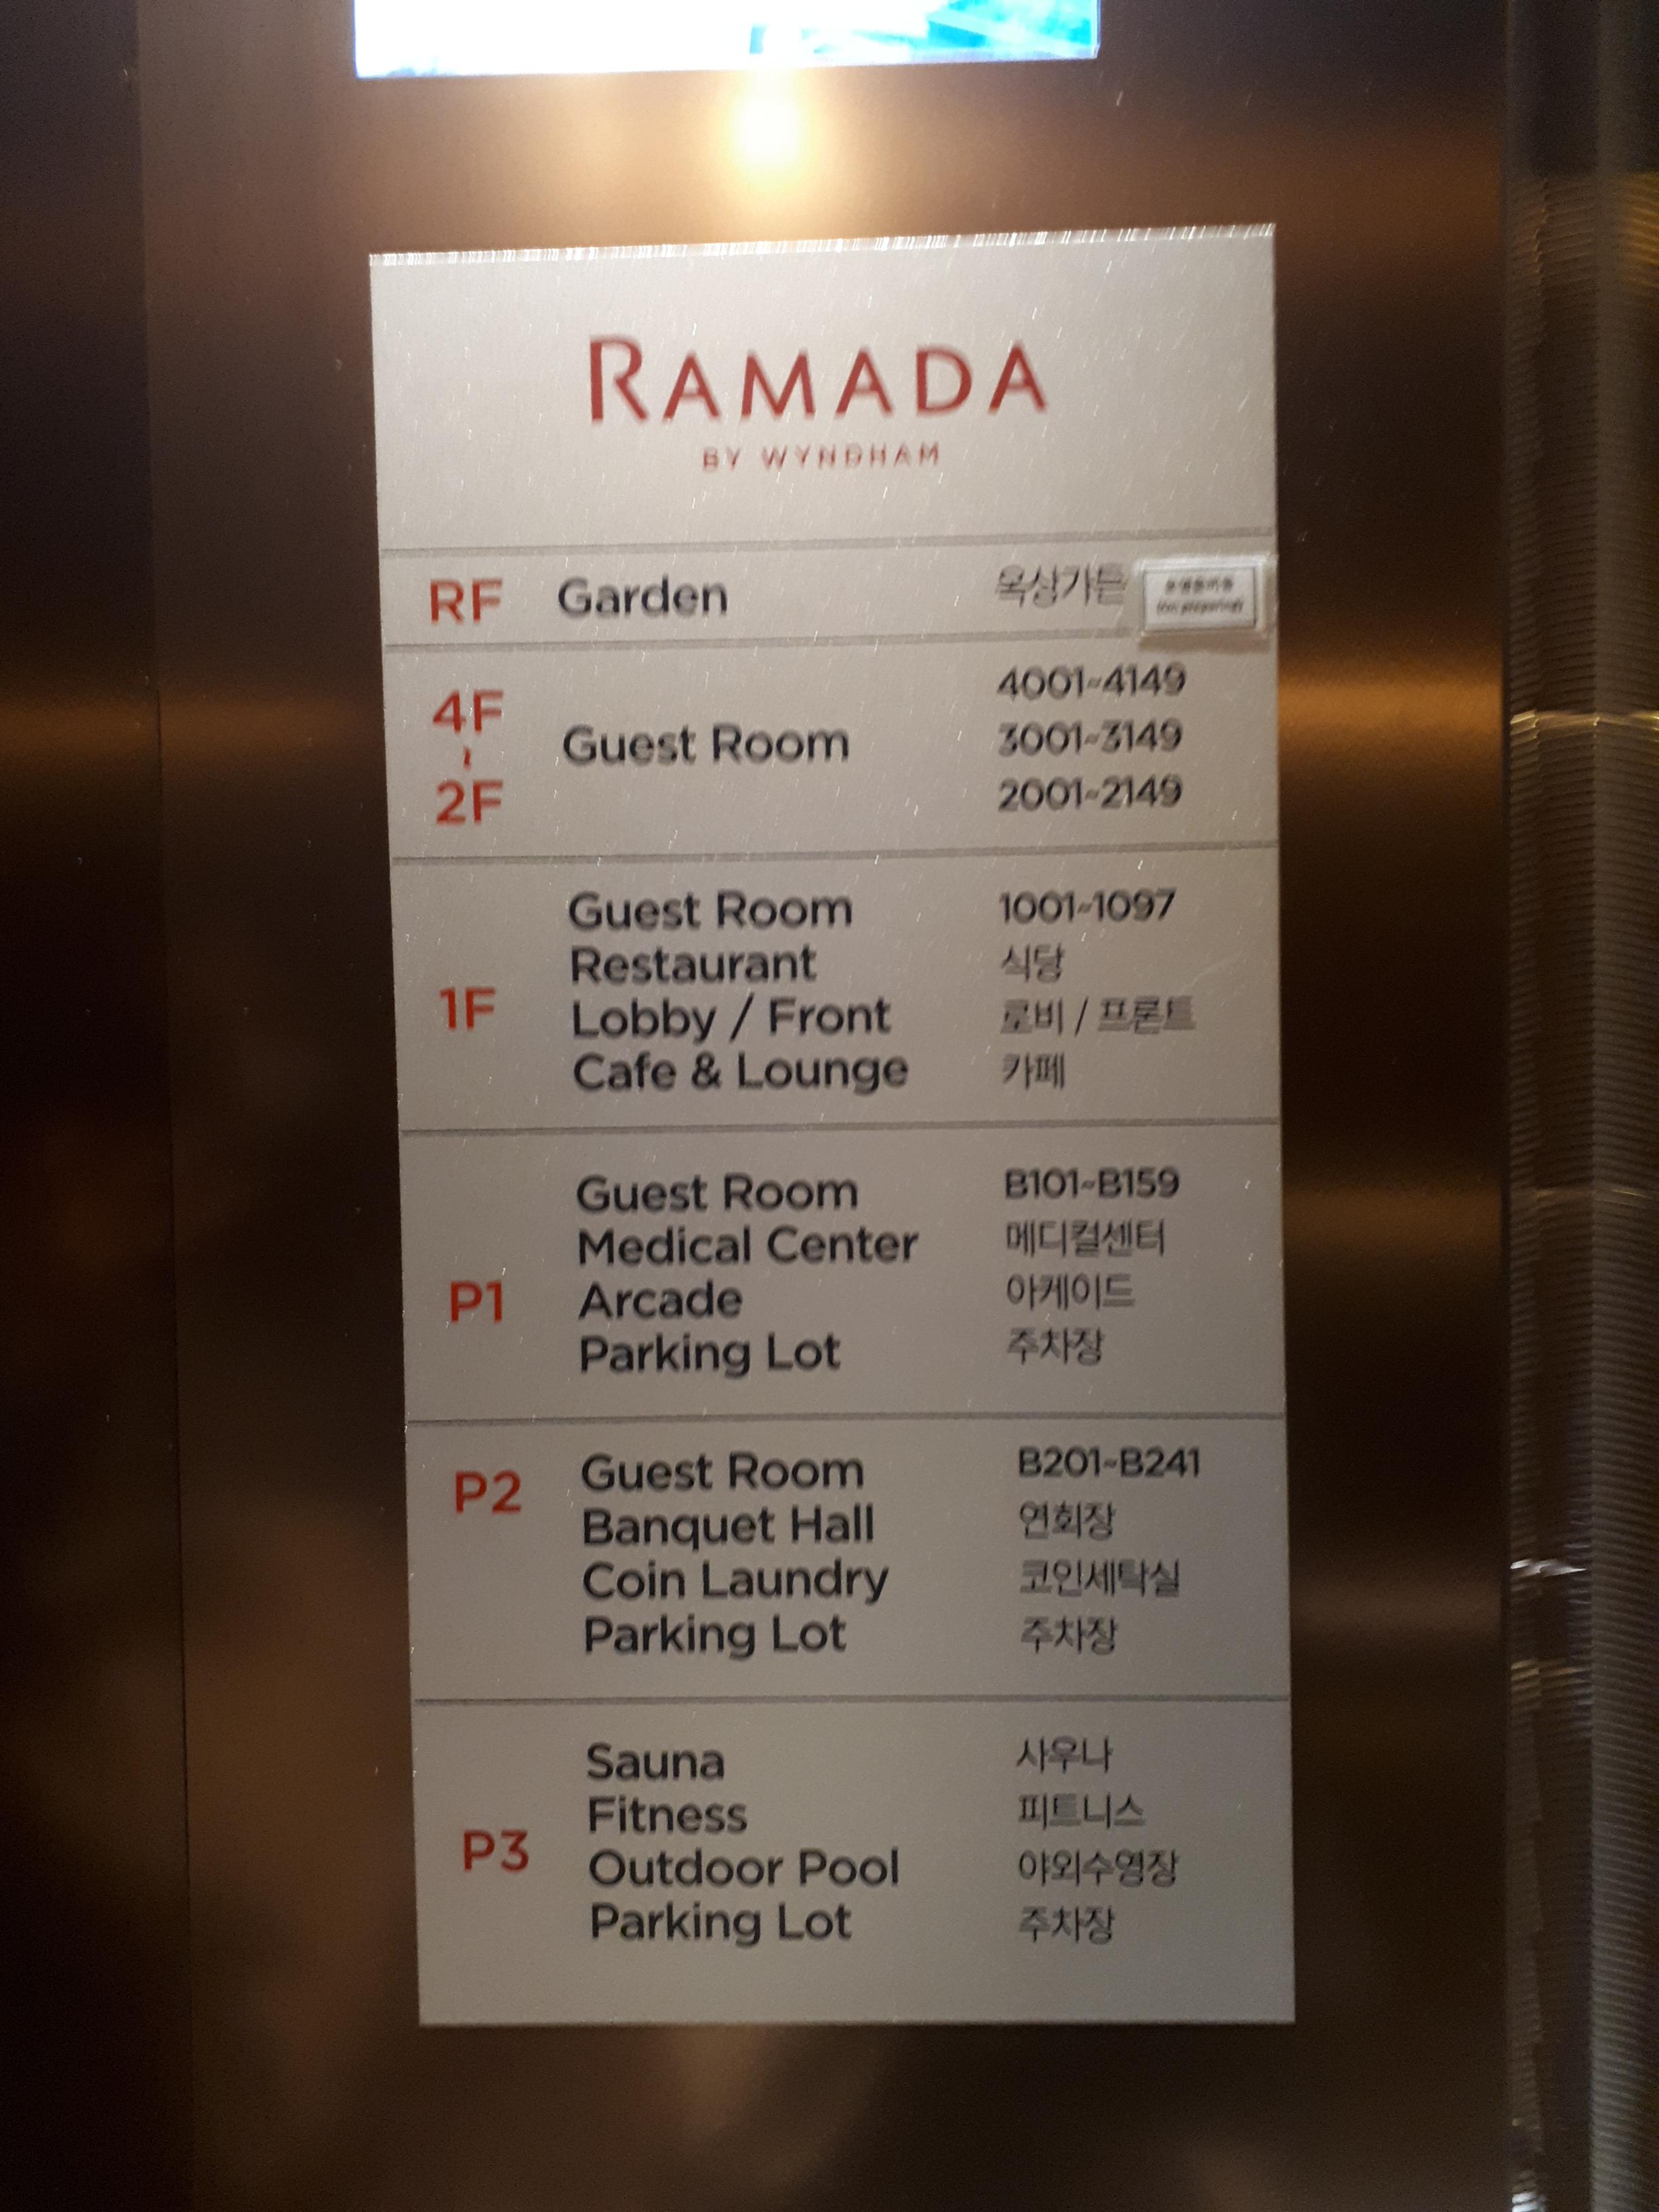 RAMADA
BY WYNDHAM
RF Garden 옥상가든
4F ~ 2F Guest Room 4001~4149
3001~3149
2001~2149
1F
Guest Room 1001~1097
Restaurant 식당
Lobby / Front 로비 / 프론트
Cafe & Lounge 카페
P1
Guest Room B101~B159
Medical Center 메디컬센터
Arcade 아케이드
Parking Lot 주차장
P2
Guest Room B201~B241
Banquet Hall 연회장
Coin Laundry 코인세탁실
Parking Lot 주차장
P3
Sauna 사우나
Fitness 피트니스
Outdoor Pool 야외수영장
Parking Lot 주차장